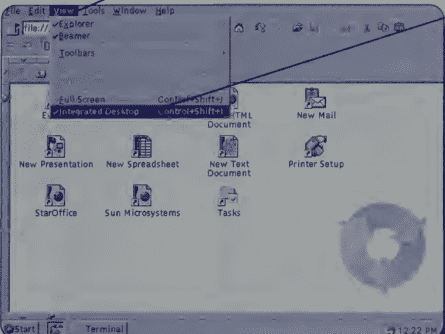 File Edit View Tools Window Help
file://
Explorer
Beamer
Toolbars
Full Screen Control+Shift+J
Integrated Desktop Control+Shift+I
HTML
Document
New Mail
New Presentation
New Spreadsheet
New Text
Document
Printer Setup
StarOffice
Sun Microsystems
Tasks
Start
Terminal
12:22 PM